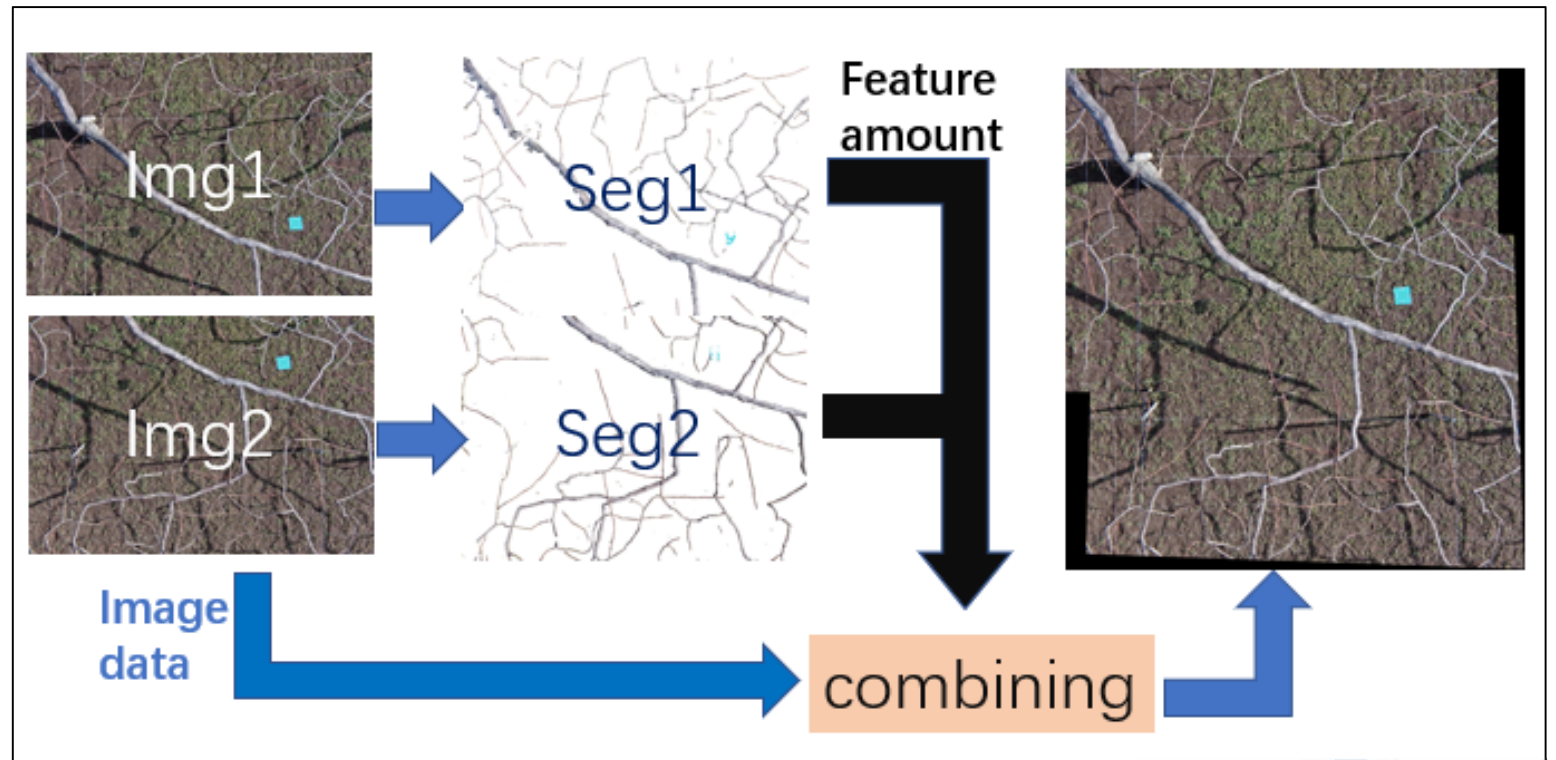 Img1
Seg1
Feature
amount
Img2
Seg2
Image
data
combining